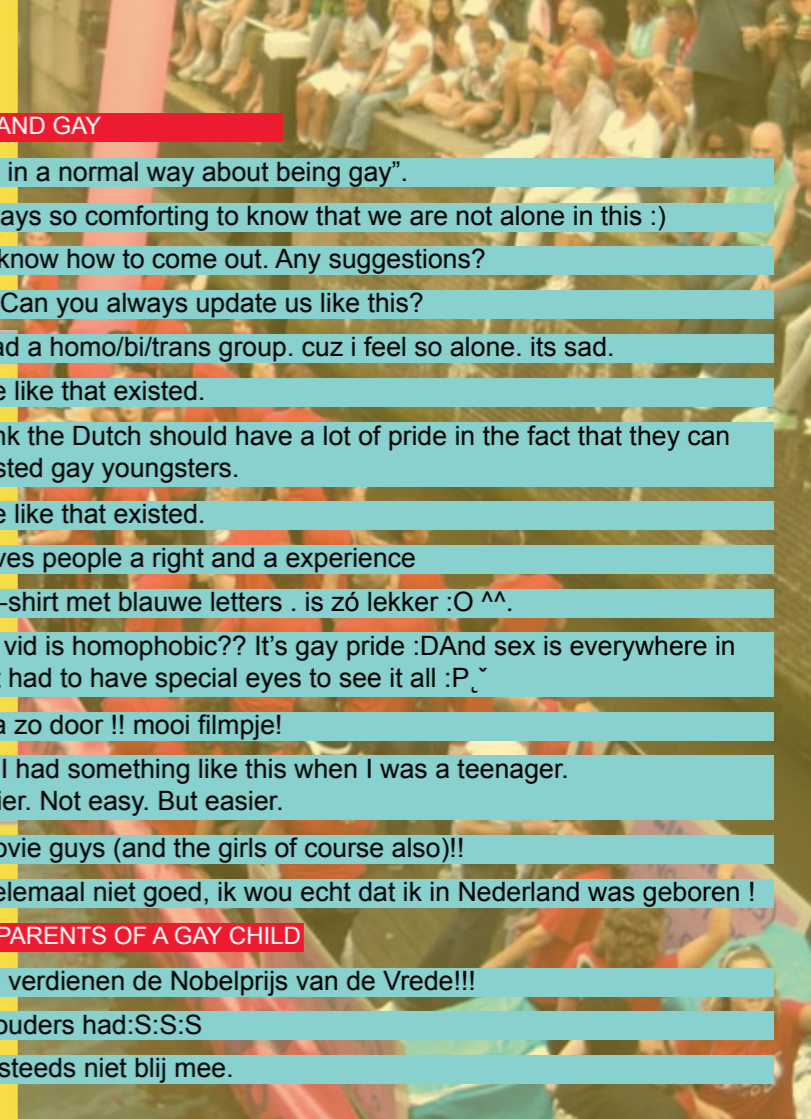 AND GAY
in a normal way about being gay”.
ays so comforting to know that we are not alone in this :)
know how to come out. Any suggestions?
Can you always update us like this?
ad a homo/bi/trans group. cuz i feel so alone. its sad.
e like that existed.
nk the Dutch should have a lot of pride in the fact that they can
sted gay youngsters.
e like that existed.
ves people a right and a experience
-shirt met blauwe letters . is zó lekker :O ^^.
vid is homophobic?? It’s gay pride :DAnd sex is everywhere in
t had to have special eyes to see it all :P˛ˇ
a zo door !! mooi filmpje!
I had something like this when I was a teenager.
ier. Not easy. But easier.
ovie guys (and the girls of course also)!!
elemaal niet goed, ik wou echt dat ik in Nederland was geboren !
PARENTS OF A GAY CHILD
verdienen de Nobelprijs van de Vrede!!!
ouders had:S:S:S
steeds niet blij mee.